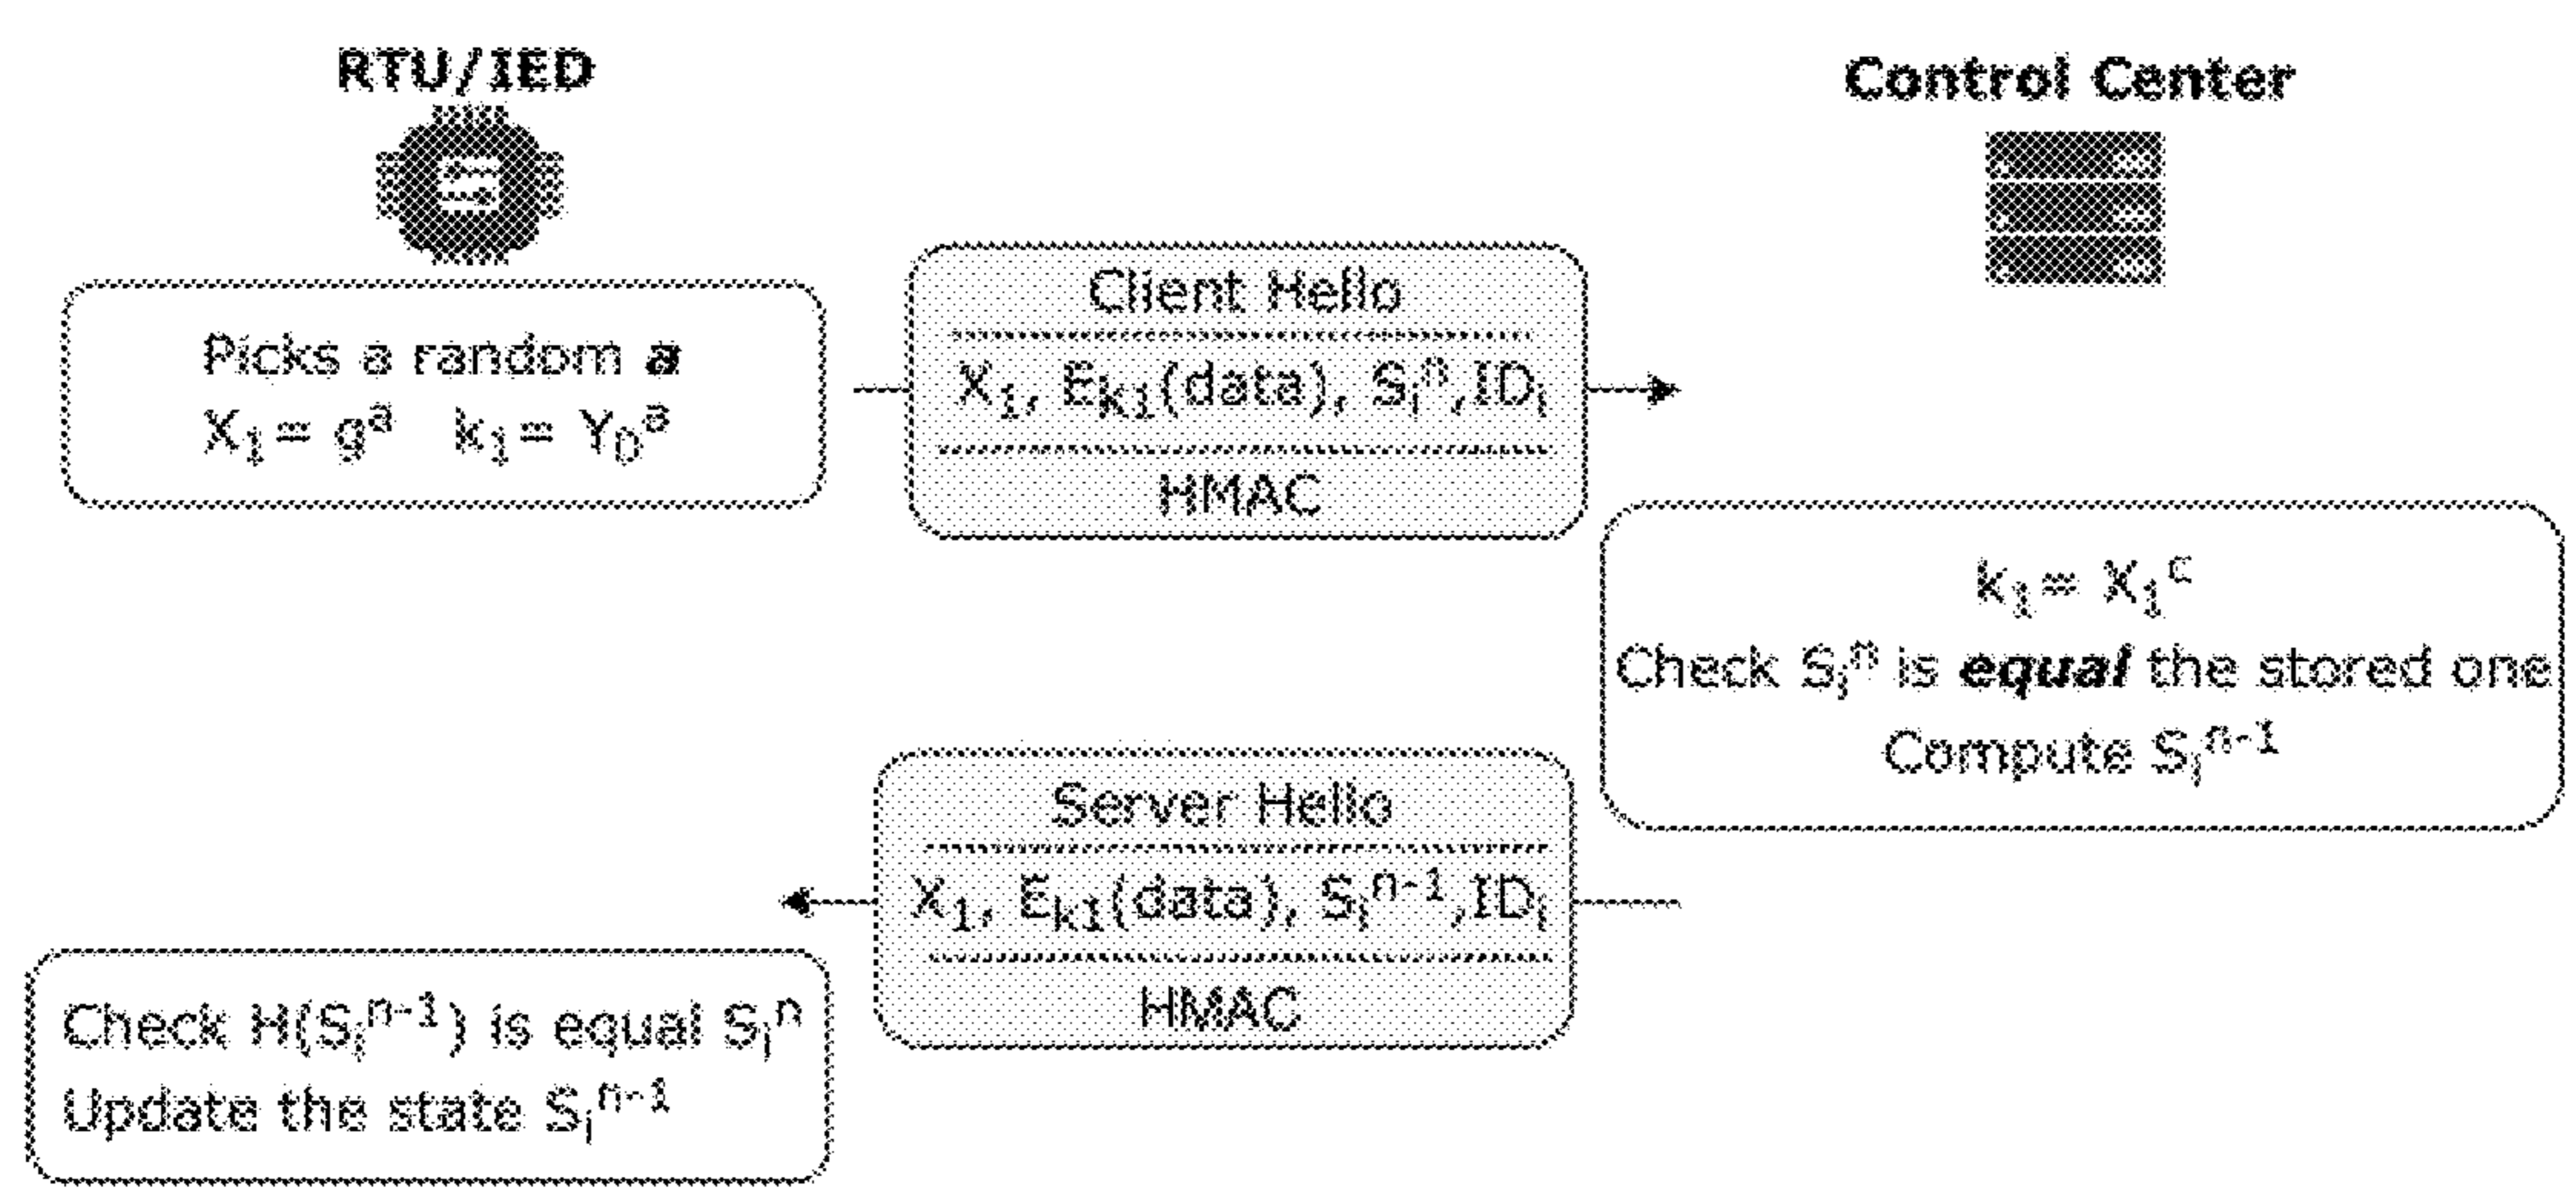 RTU/IED
Control Center
Picks a random a
X₁= gᵃ k₁= Y₀ᵃ
Client Hello
X₁, Eₖ₁(data), Sᵢⁿ,IDᵢ
HMAC
k₁= X₁ᶜ
Check Sᵢⁿ is equal the stored one
Compute Sᵢⁿ⁻¹
Server Hello
X₁, Eₖ₁(data), Sᵢⁿ⁻¹,IDᵢ
HMAC
Check H(Sᵢⁿ⁻¹) is equal Sᵢⁿ
Update the state Sᵢⁿ⁻¹